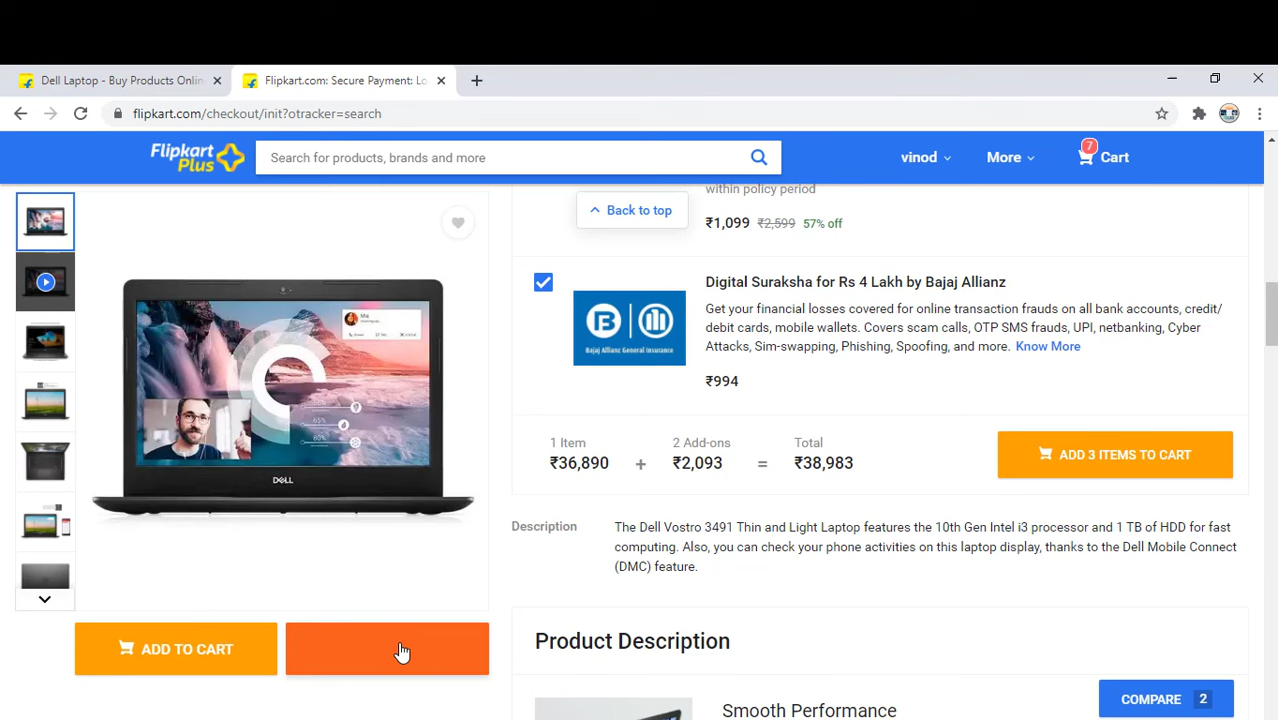 Dell Laptop - Buy Products Onlin
Flipkart.com: Secure Payment: Lo
flipkart.com/checkout/init?otracker=search
Flipkart
Plus
Search for products, brands and more
vinod
More
7
Cart
within policy period
Back to top
₹1,099 ₹2,599 57% off
Digital Suraksha for Rs 4 Lakh by Bajaj Allianz
Get your financial losses covered for online transaction frauds on all bank accounts, credit/
debit cards, mobile wallets. Covers scam calls, OTP SMS frauds, UPI, netbanking, Cyber
Attacks, Sim-swapping, Phishing, Spoofing, and more. Know More
Bajaj Allianz General Insurance
₹994
1 Item 2 Add-ons Total
₹36,890 + ₹2,093 = ₹38,983
ADD 3 ITEMS TO CART
DELL
Description
The Dell Vostro 3491 Thin and Light Laptop features the 10th Gen Intel i3 processor and 1 TB of HDD for fast
computing. Also, you can check your phone activities on this laptop display, thanks to the Dell Mobile Connect
(DMC) feature.
ADD TO CART
Product Description
Smooth Performance
COMPARE 2